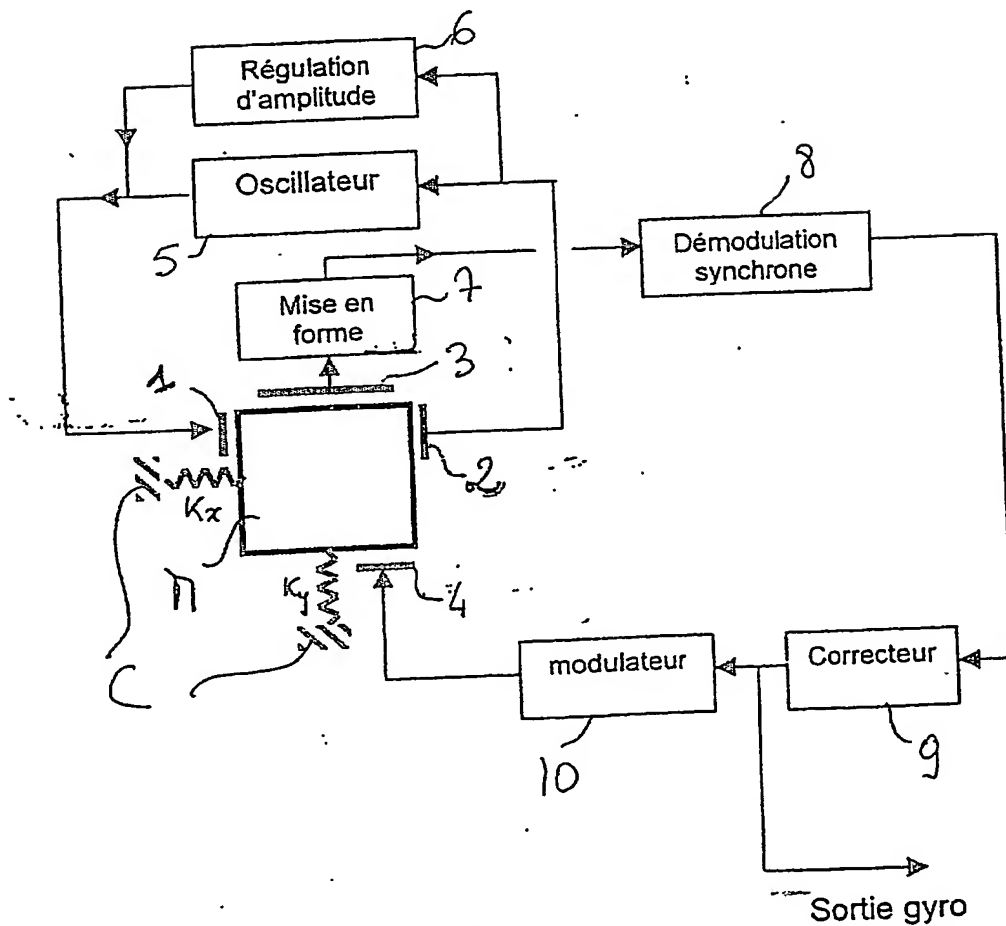 6
Régulation
d'amplitude
Oscillateur
5
8
Démodulation
synchrone
Mise en
forme
7
3
1
2
Kx
M
Ky
4
C
modulateur
10
Correcteur
9
Sortie gyro